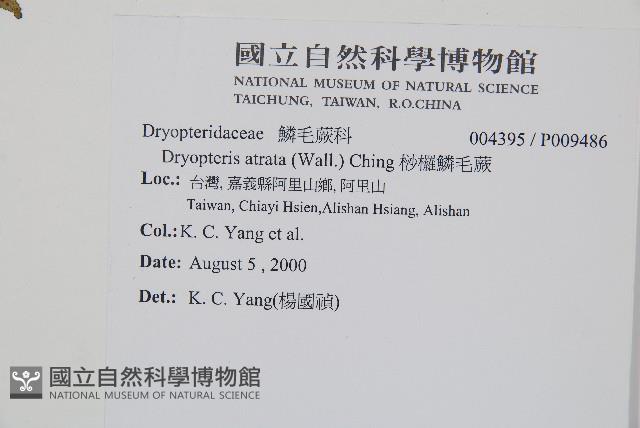 國立自然科學博物館
NATIONAL MUSEUM OF NATURAL SCIENCE
TAICHUNG, TAIWAN, R.O.CHINA
Dryopteridaceae 鱗毛蕨科 004395 / P009486
Dryopteris atrata (Wall.) Ching 桫欏鱗毛蕨
Loc.: 台灣, 嘉義縣阿里山鄉, 阿里山
Taiwan, Chiayi Hsien,Alishan Hsiang, Alishan
Col.: K. C. Yang et al.
Date: August 5 , 2000
Det.: K. C. Yang(楊國禎)
國立自然科學博物館
NATIONAL MUSEUM OF NATURAL SCIENCE